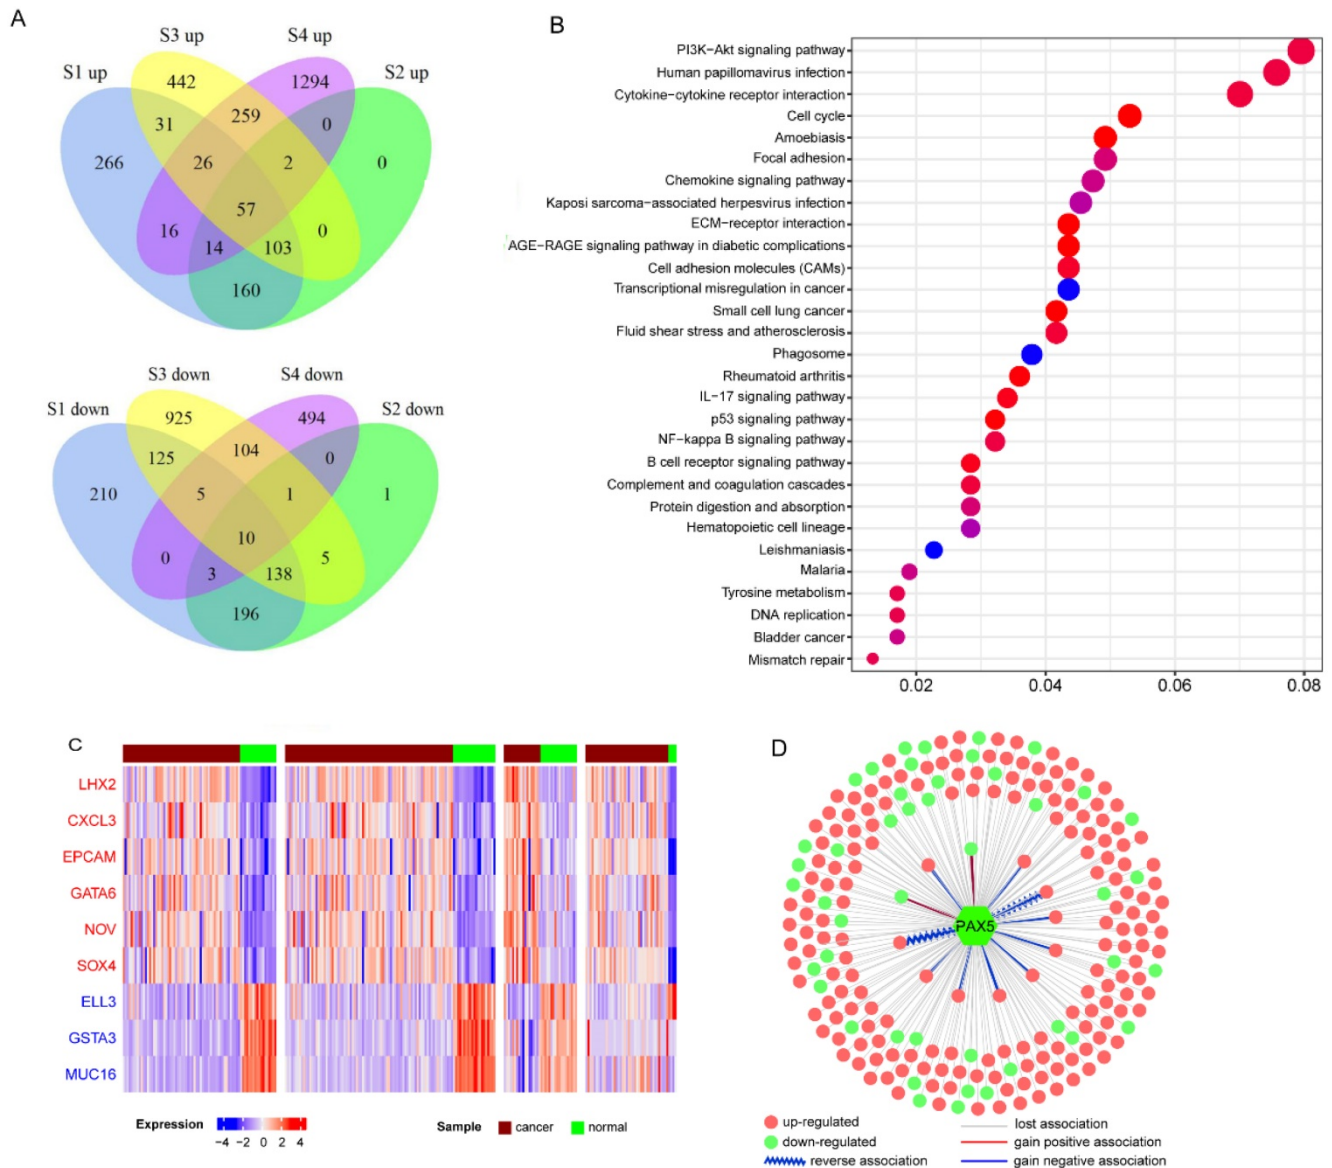 A
S3 up
S4 up
S1 up
S2 up
442
1294
31
259
0
266
26
2
0
57
16
14
103
0
160
S3 down
S4 down
S1 down
S2 down
925
494
125
104
0
210
5
1
1
10
0
3
138
5
196
B
PI3K−Akt signaling pathway
Human papillomavirus infection
Cytokine−cytokine receptor interaction
Cell cycle
Amoebiasis
Focal adhesion
Chemokine signaling pathway
Kaposi sarcoma−associated herpesvirus infection
ECM−receptor interaction
AGE−RAGE signaling pathway in diabetic complications
Cell adhesion molecules (CAMs)
Transcriptional misregulation in cancer
Small cell lung cancer
Fluid shear stress and atherosclerosis
Phagosome
Rheumatoid arthritis
IL−17 signaling pathway
p53 signaling pathway
NF−kappa B signaling pathway
B cell receptor signaling pathway
Complement and coagulation cascades
Protein digestion and absorption
Hematopoietic cell lineage
Leishmaniasis
Malaria
Tyrosine metabolism
DNA replication
Bladder cancer
Mismatch repair
0.02 0.04 0.06 0.08
C
LHX2
CXCL3
EPCAM
GATA6
NOV
SOX4
ELL3
GSTA3
MUC16
Expression
−4 −2 0 2 4
Sample cancer normal
D
PAX5
up-regulated
down-regulated
reverse association
lost association
gain positive association
gain negative association